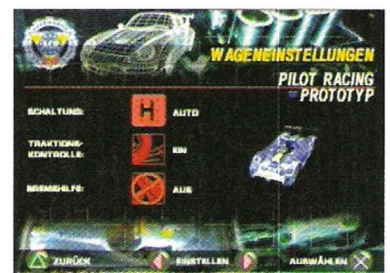 WAGENEINSTELLUNGEN
PILOT RACING
PROTOTYP
SCHALTUNG: H AUTO
TRAKTIONS-
KONTROLLE: EIN
BREMSHILFE: AUS
ZURÜCK EINSTELLEN AUSWÄHLEN